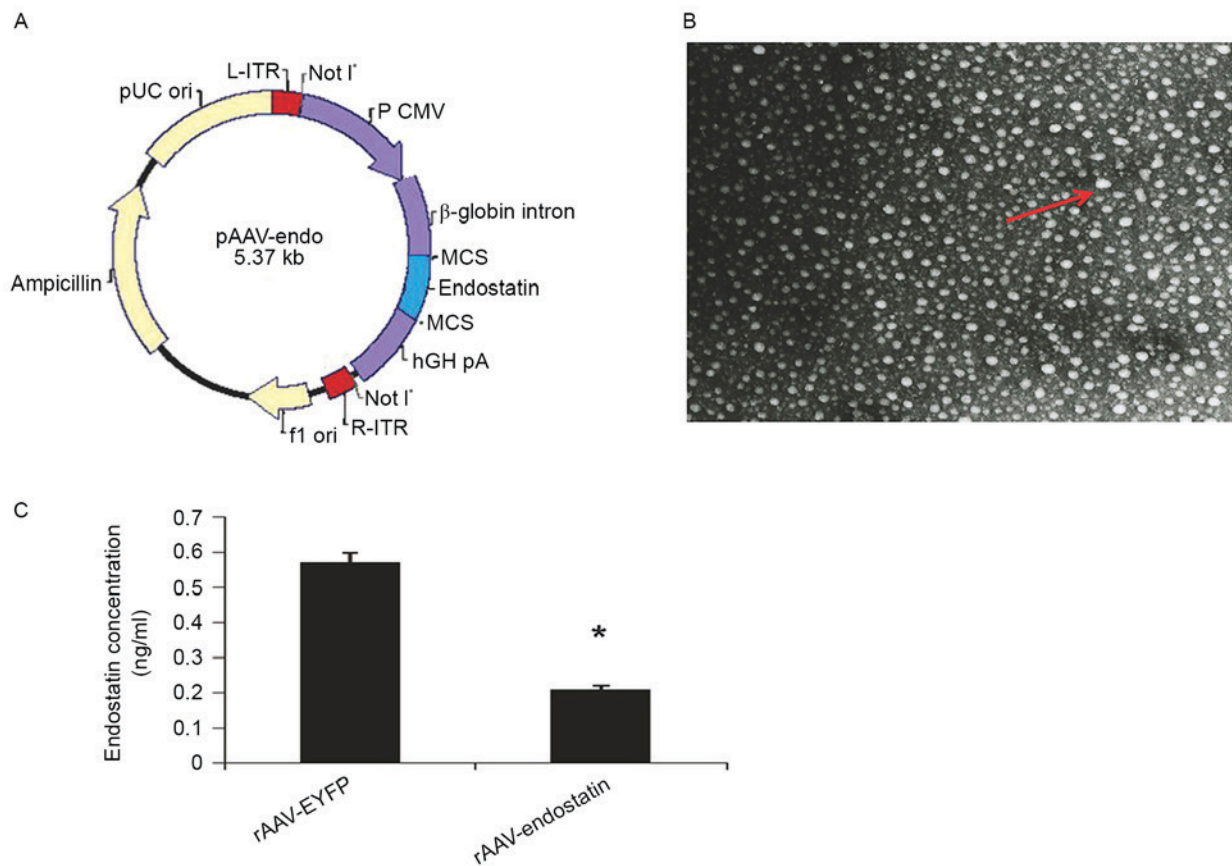 A
L-ITR
Not I*
pUC ori
P CMV
β-globin intron
pAAV-endo
5.37 kb
MCS
Ampicillin
Endostatin
MCS
hGH pA
Not I*
R-ITR
f1 ori
B
C
Endostatin concentration
(ng/ml)
0.7
0.6
0.5
0.4
0.3
0.2
0.1
0
*
rAAV-EYFP
rAAV-endostatin